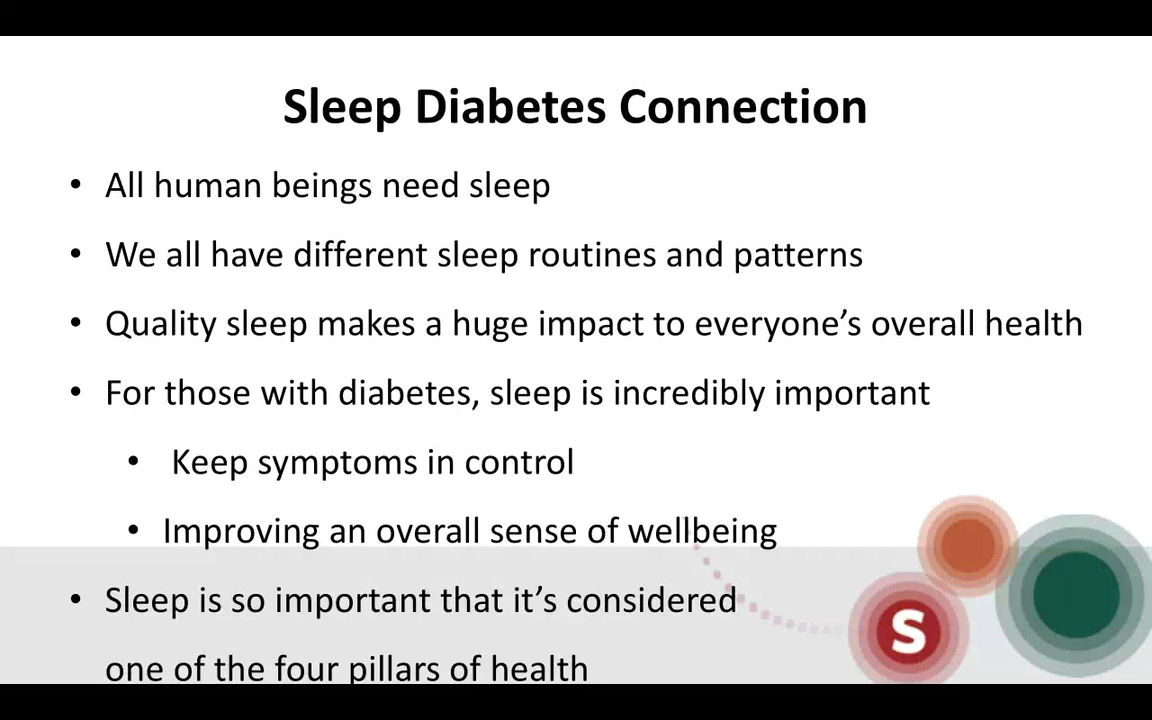 Sleep Diabetes Connection
• All human beings need sleep
• We all have different sleep routines and patterns
• Quality sleep makes a huge impact to everyone’s overall health
• For those with diabetes, sleep is incredibly important
• Keep symptoms in control
• Improving an overall sense of wellbeing
• Sleep is so important that it’s considered
one of the four pillars of health
S